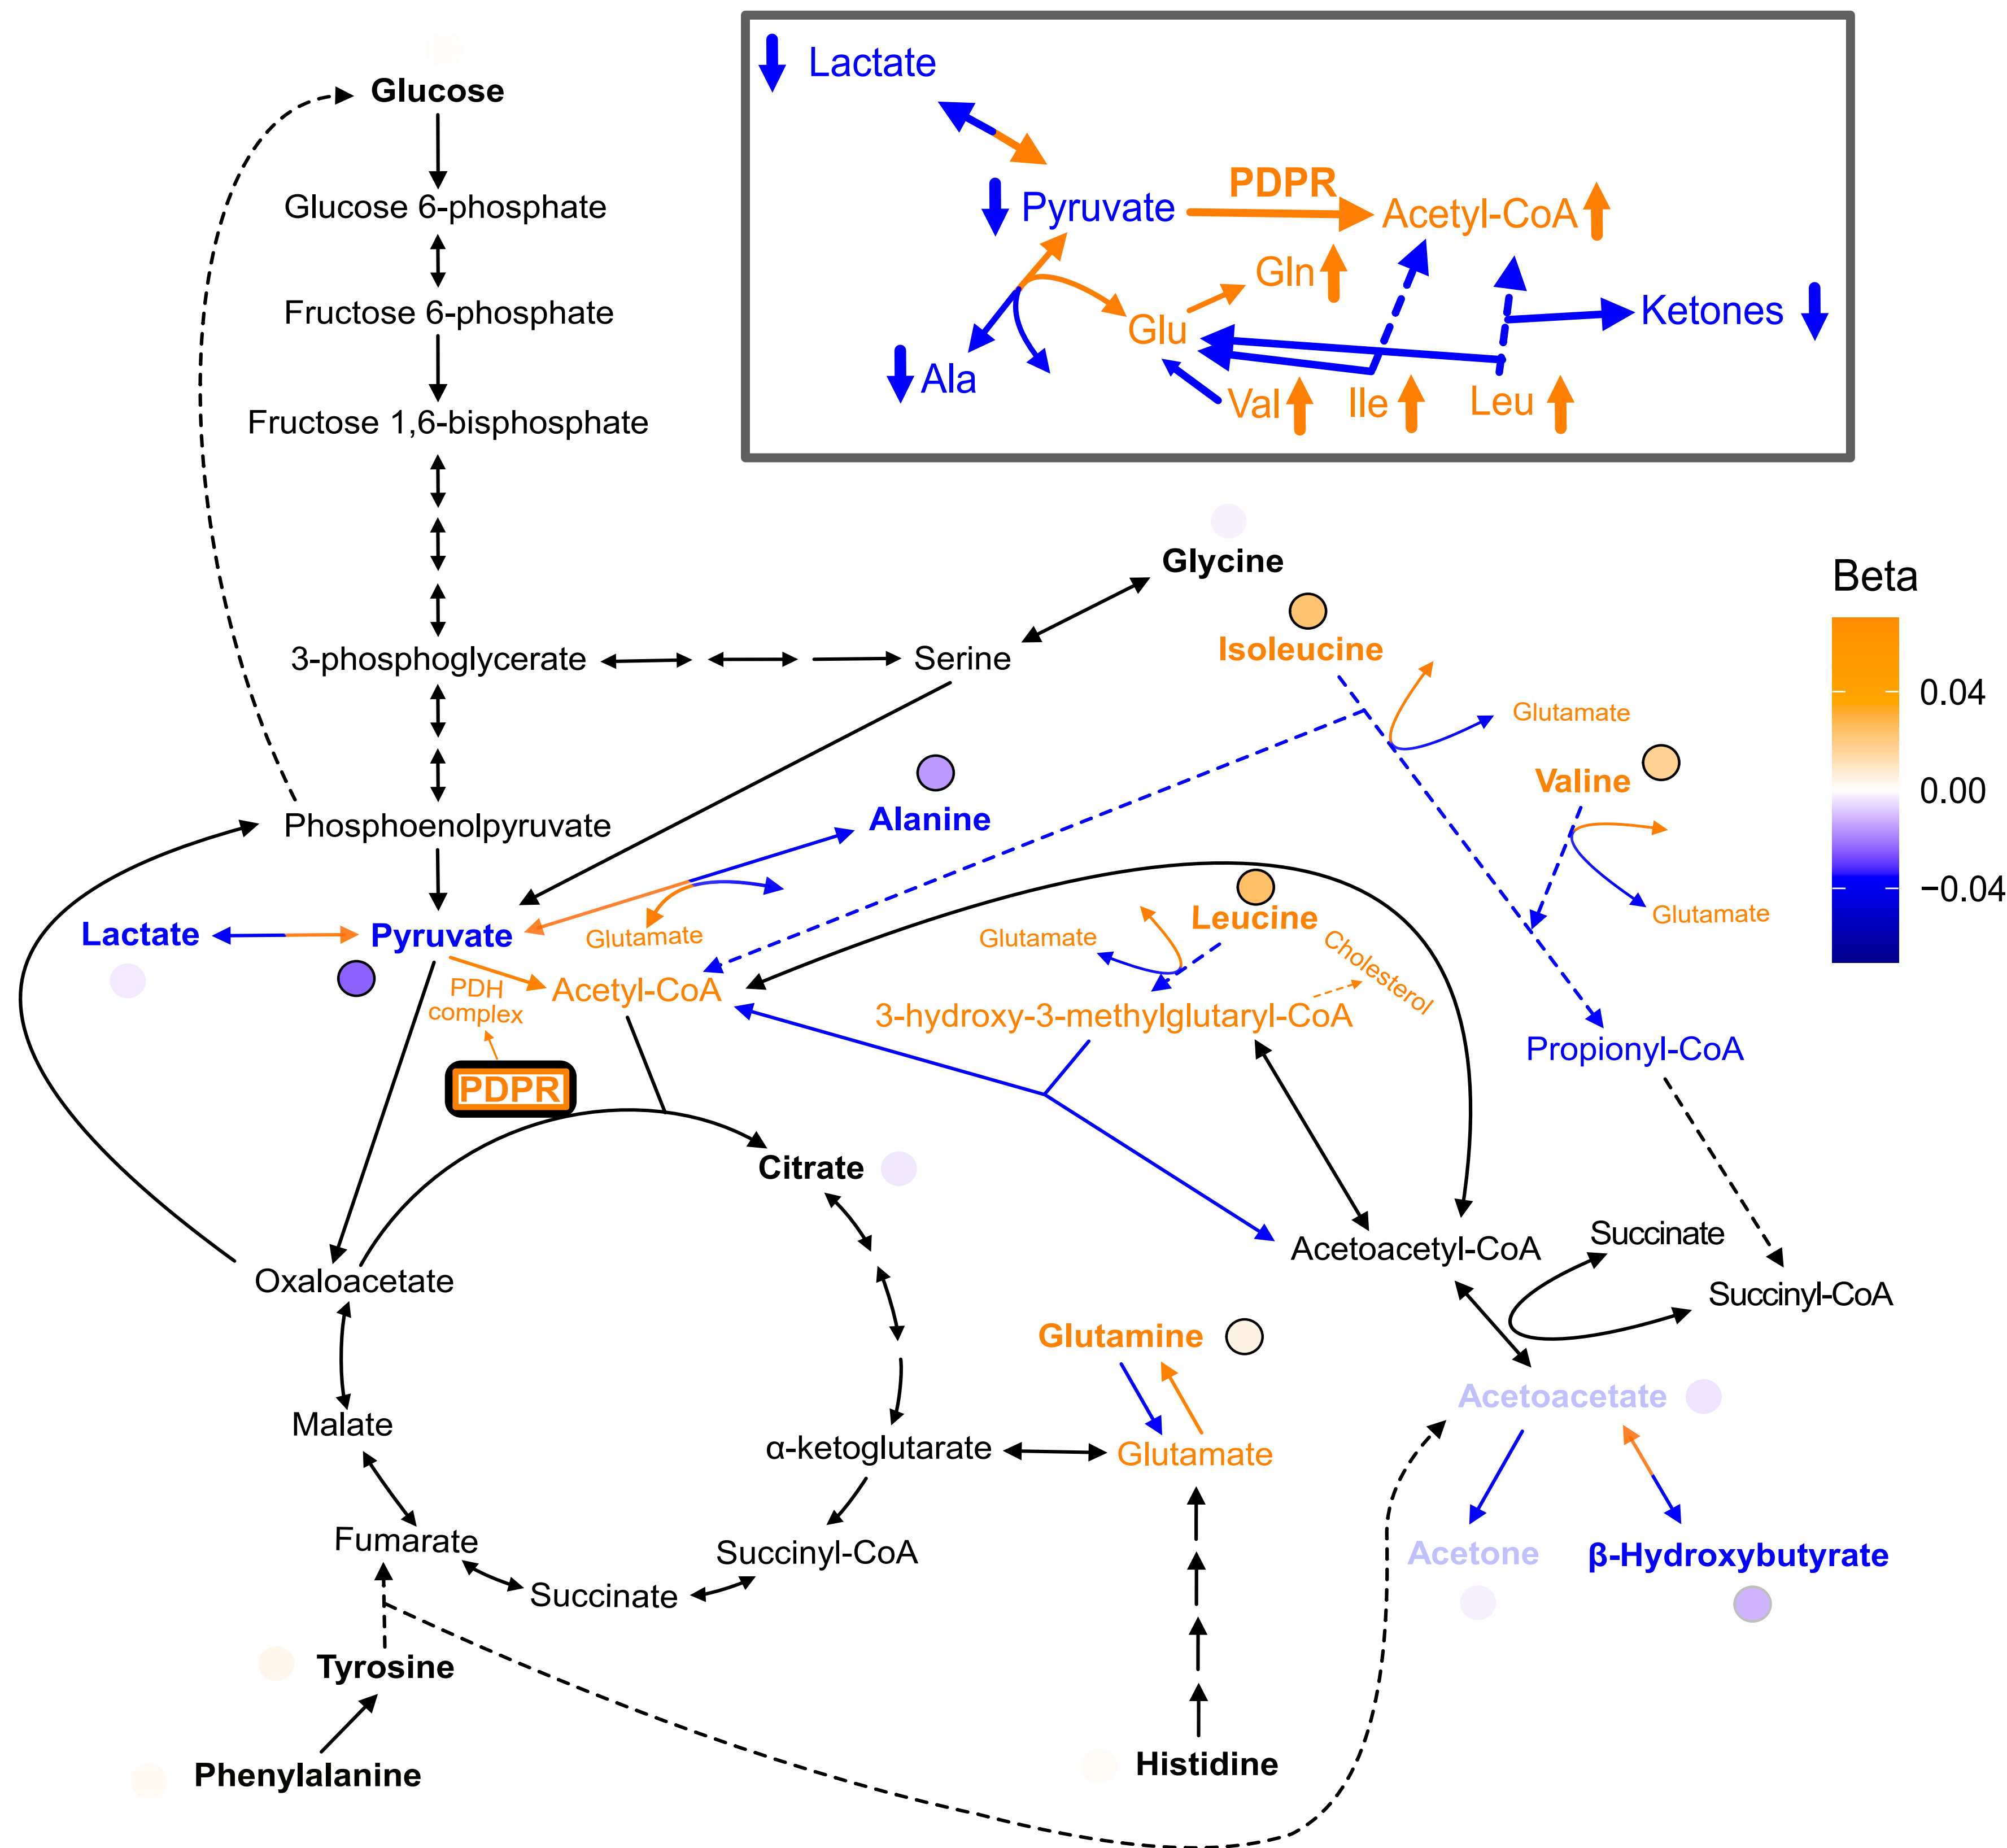 Lactate
Pyruvate
PDPR
Acetyl-CoA
Gln
Glu
Ketones
Ala
Val
Ile
Leu
Glucose
Glucose 6-phosphate
Fructose 6-phosphate
Fructose 1,6-bisphosphate
3-phosphoglycerate
Serine
Glycine
Isoleucine
Glutamate
Valine
Glutamate
Beta
0.04
0.00
−0.04
Phosphoenolpyruvate
Alanine
Lactate
Pyruvate
Glutamate
Glutamate
Leucine
Cholesterol
PDH
complex
Acetyl-CoA
3-hydroxy-3-methylglutaryl-CoA
Propionyl-CoA
PDPR
Citrate
Oxaloacetate
Acetoacetyl-CoA
Succinate
Succinyl-CoA
Glutamine
Malate
α-ketoglutarate
Glutamate
Acetoacetate
Fumarate
Succinyl-CoA
Succinate
Acetone
β-Hydroxybutyrate
Tyrosine
Phenylalanine
Histidine